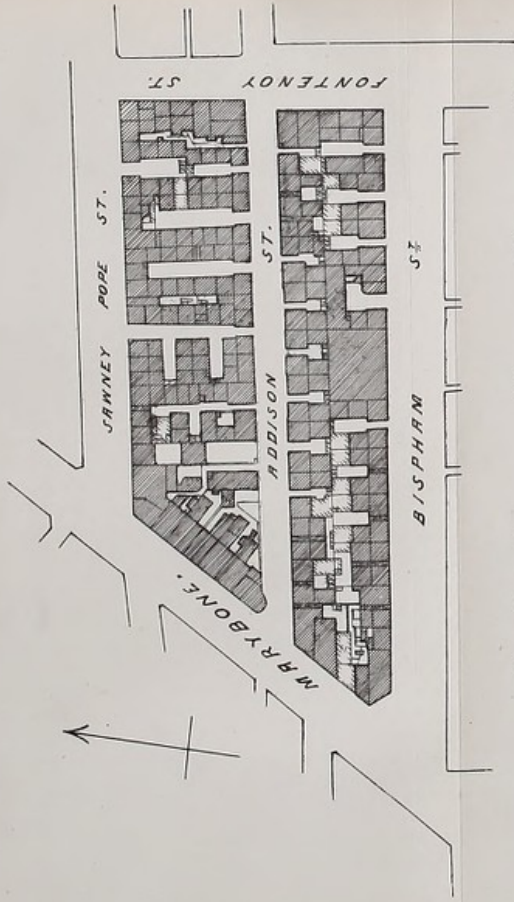 FONTENOY ST.
SAWNEY POPE ST.
ADDISON ST.
BISPHAM ST.
MARYBONE.